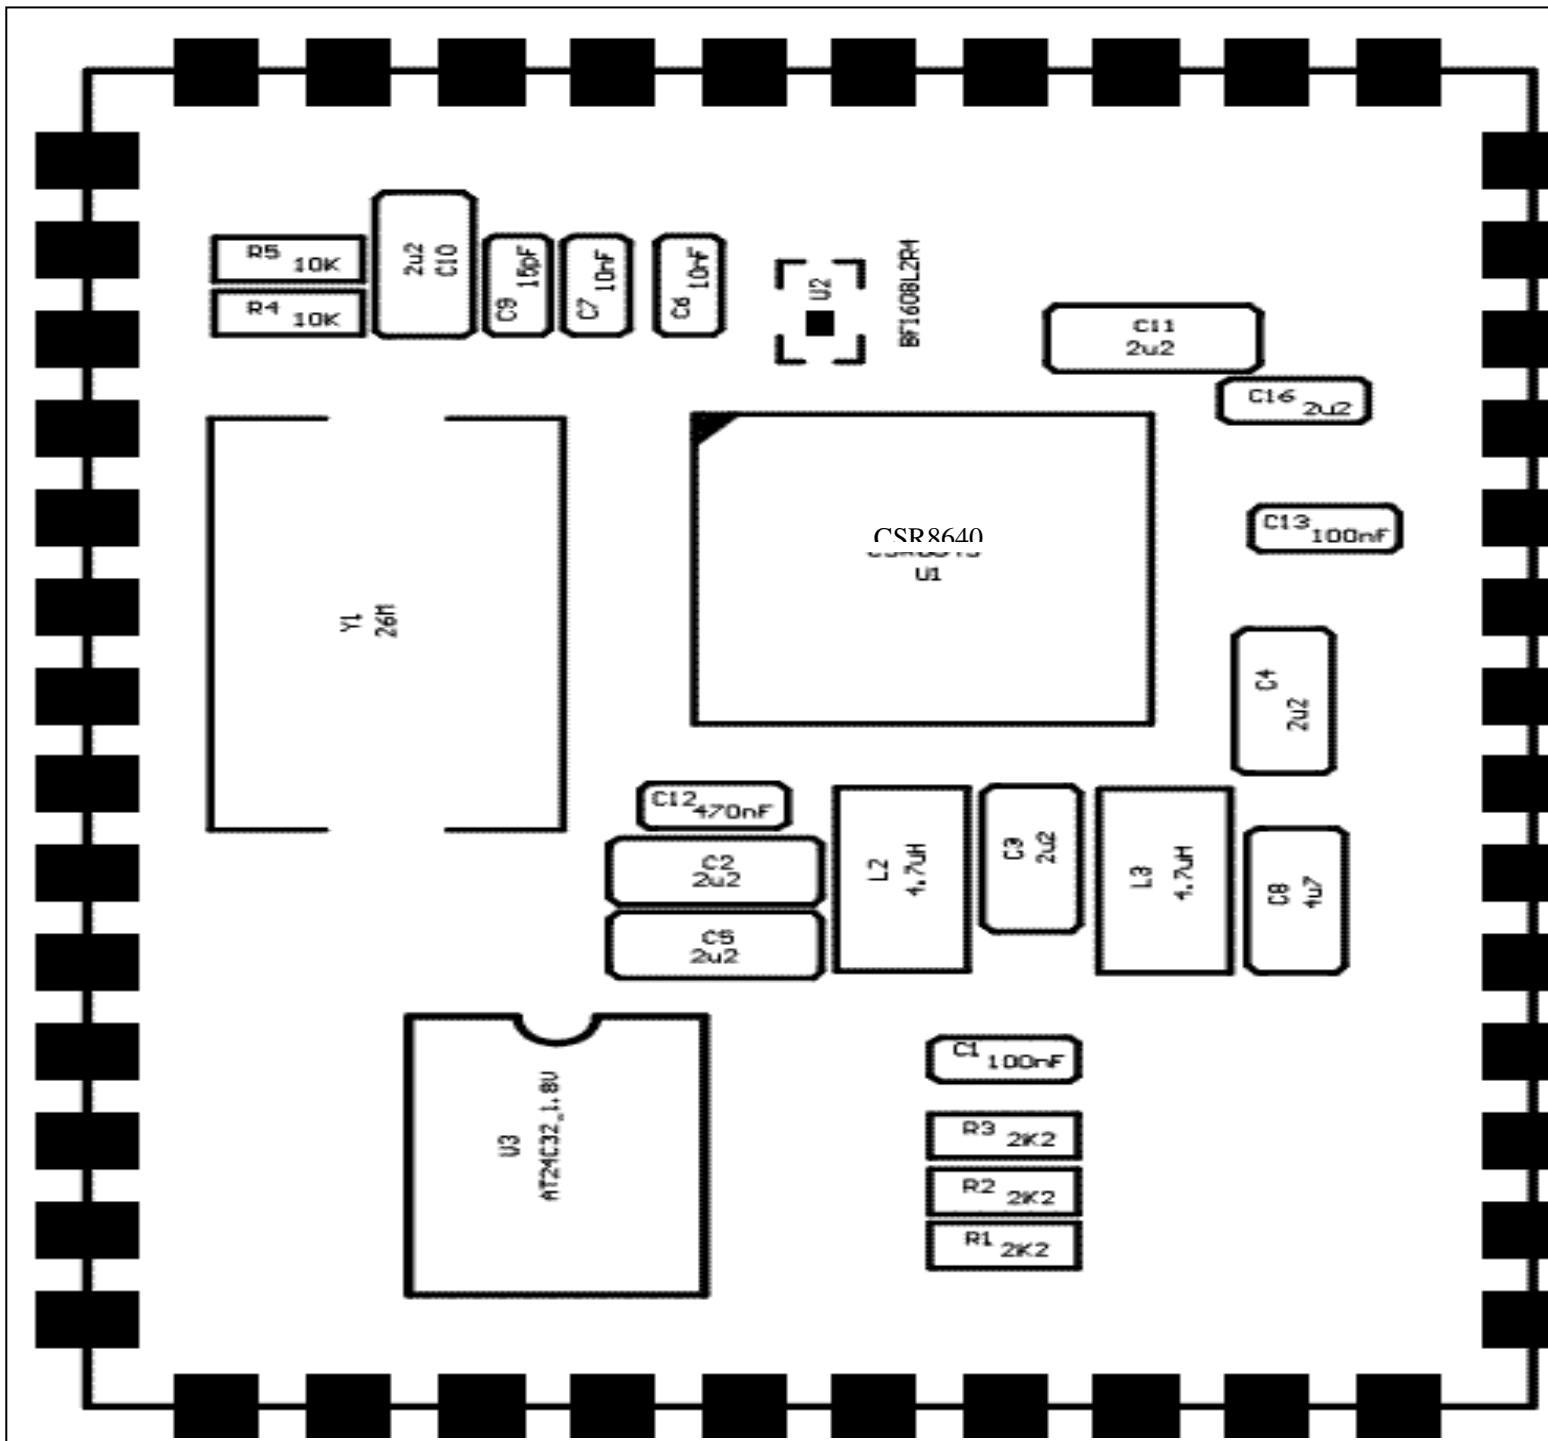 R5 10K
R4 10K
2u2
C10
C9 15pF
C7 10nF
C6 10nF
U2
BF1608L2R4
C11
2u2
C16 2u2
CSR8640
U1
C13 100nF
Y1
26M
C4
2u2
C12 470nF
C2
2u2
C5
2u2
L2
4.7uH
C3
2u2
L3
4.7uH
C8
4u7
U3
AT24C32_1.8V
C1 100nF
R3 2K2
R2 2K2
R1 2K2